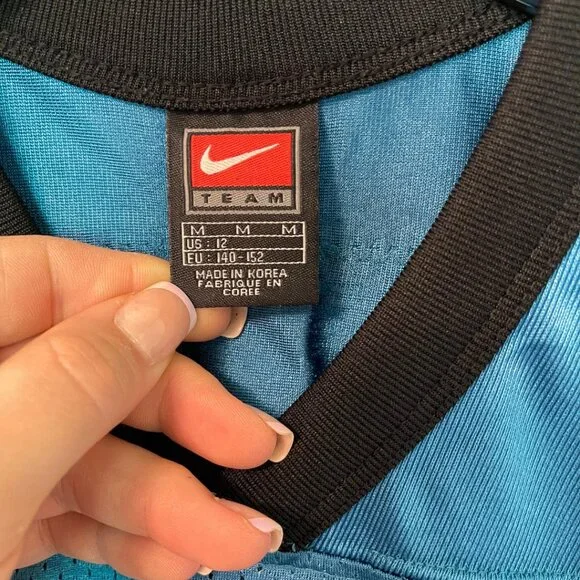 TEAM
M M M
US : 12
EU : 140-152
MADE IN KOREA
FABRIQUE EN
COREE